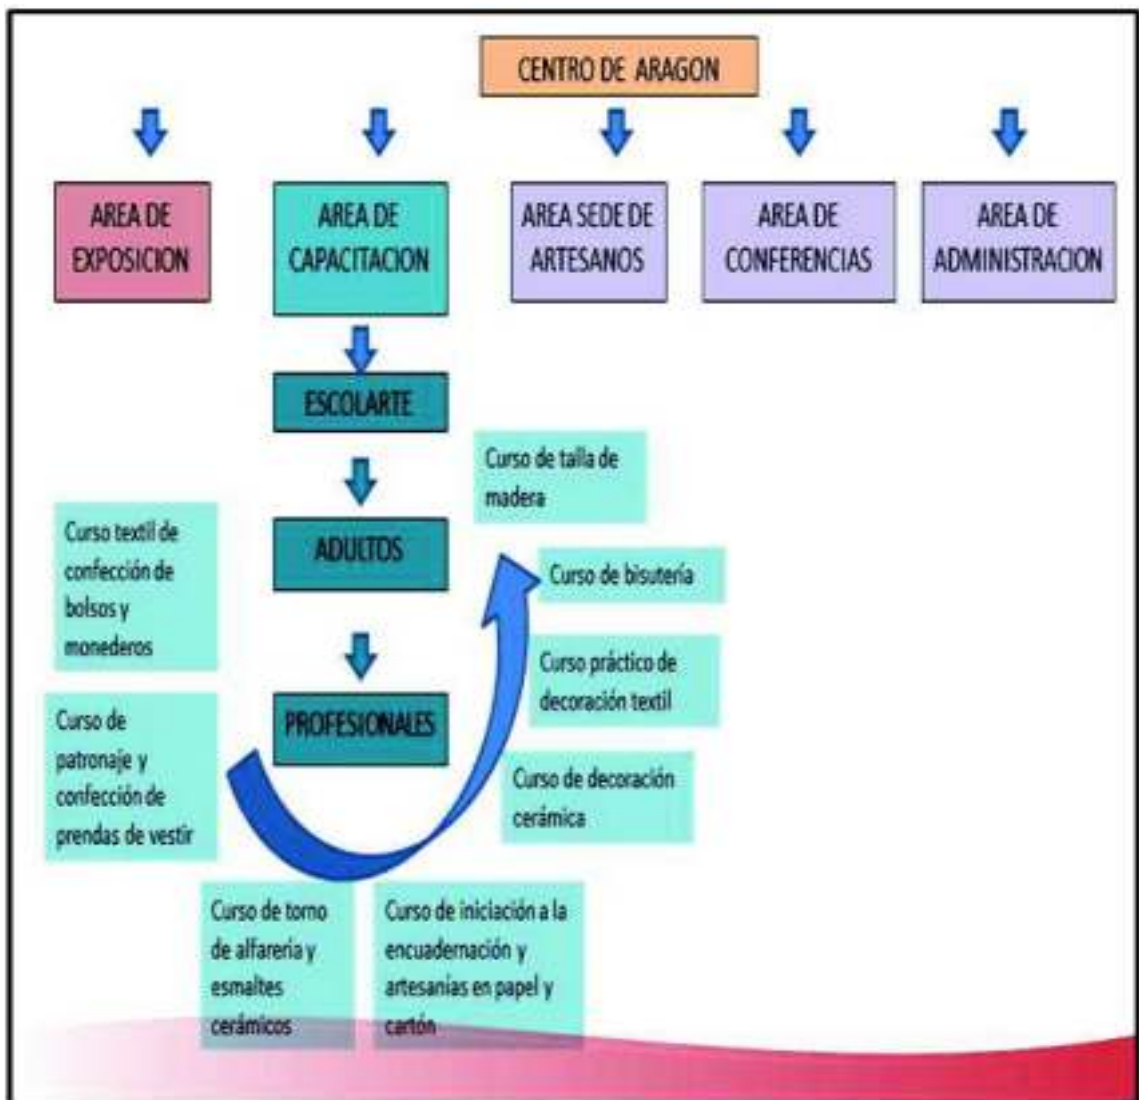 CENTRO DE ARAGON
AREA DE
EXPOSICION
AREA DE
CAPACITACION
AREA SEDE DE
ARTESANOS
AREA DE
CONFERENCIAS
AREA DE
ADMINISTRACION
ESCOLARTE
ADULTOS
PROFESIONALES
Curso textil de
confección de
bolsos y
monederos
Curso de
patronaje y
confección de
prendas de vestir
Curso de torno
de alfareria y
esmaltes
cerámicos
Curso de iniciación a la
encuadernación y
artesanías en papel y
cartón
Curso de decoración
cerámica
Curso práctico de
decoración textil
Curso de bisutería
Curso de talla de
madera